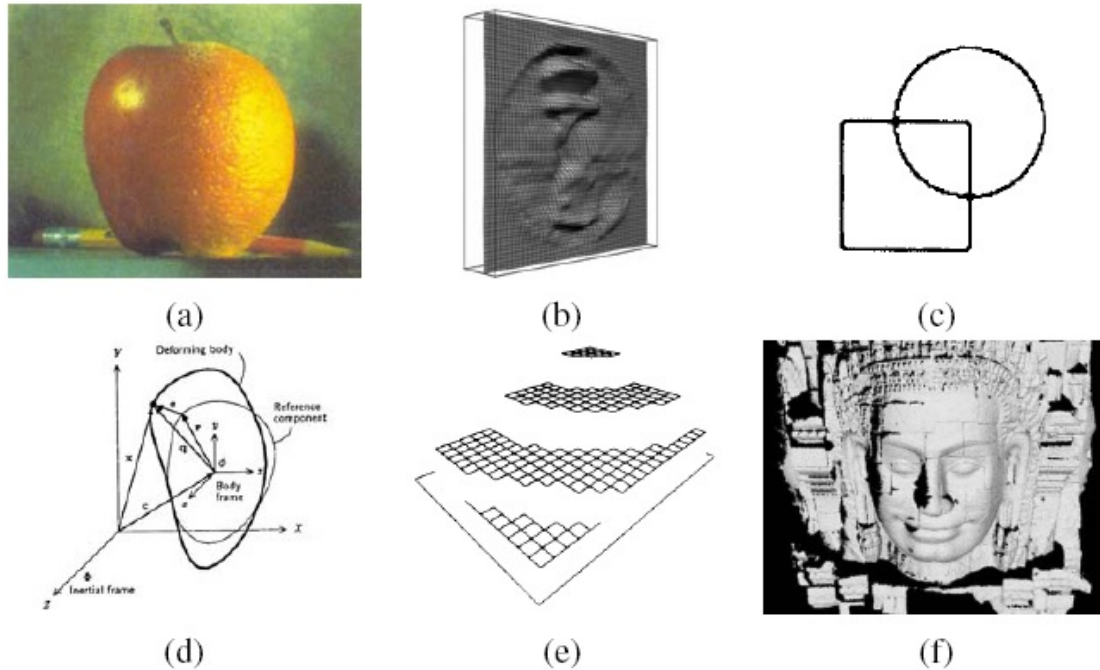 (a)
(b)
(c)
Y
Deforming body
Reference
component
x
y
x
q
p
e
Φ
Body
frame
c
z
X
Φ
Inertial frame
Z
(d)
(e)
(f)